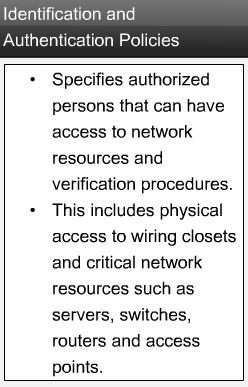 Identification and
Authentication Policies
• Specifies authorized
persons that can have
access to network
resources and
verification procedures.
• This includes physical
access to wiring closets
and critical network
resources such as
servers, switches,
routers and access
points.